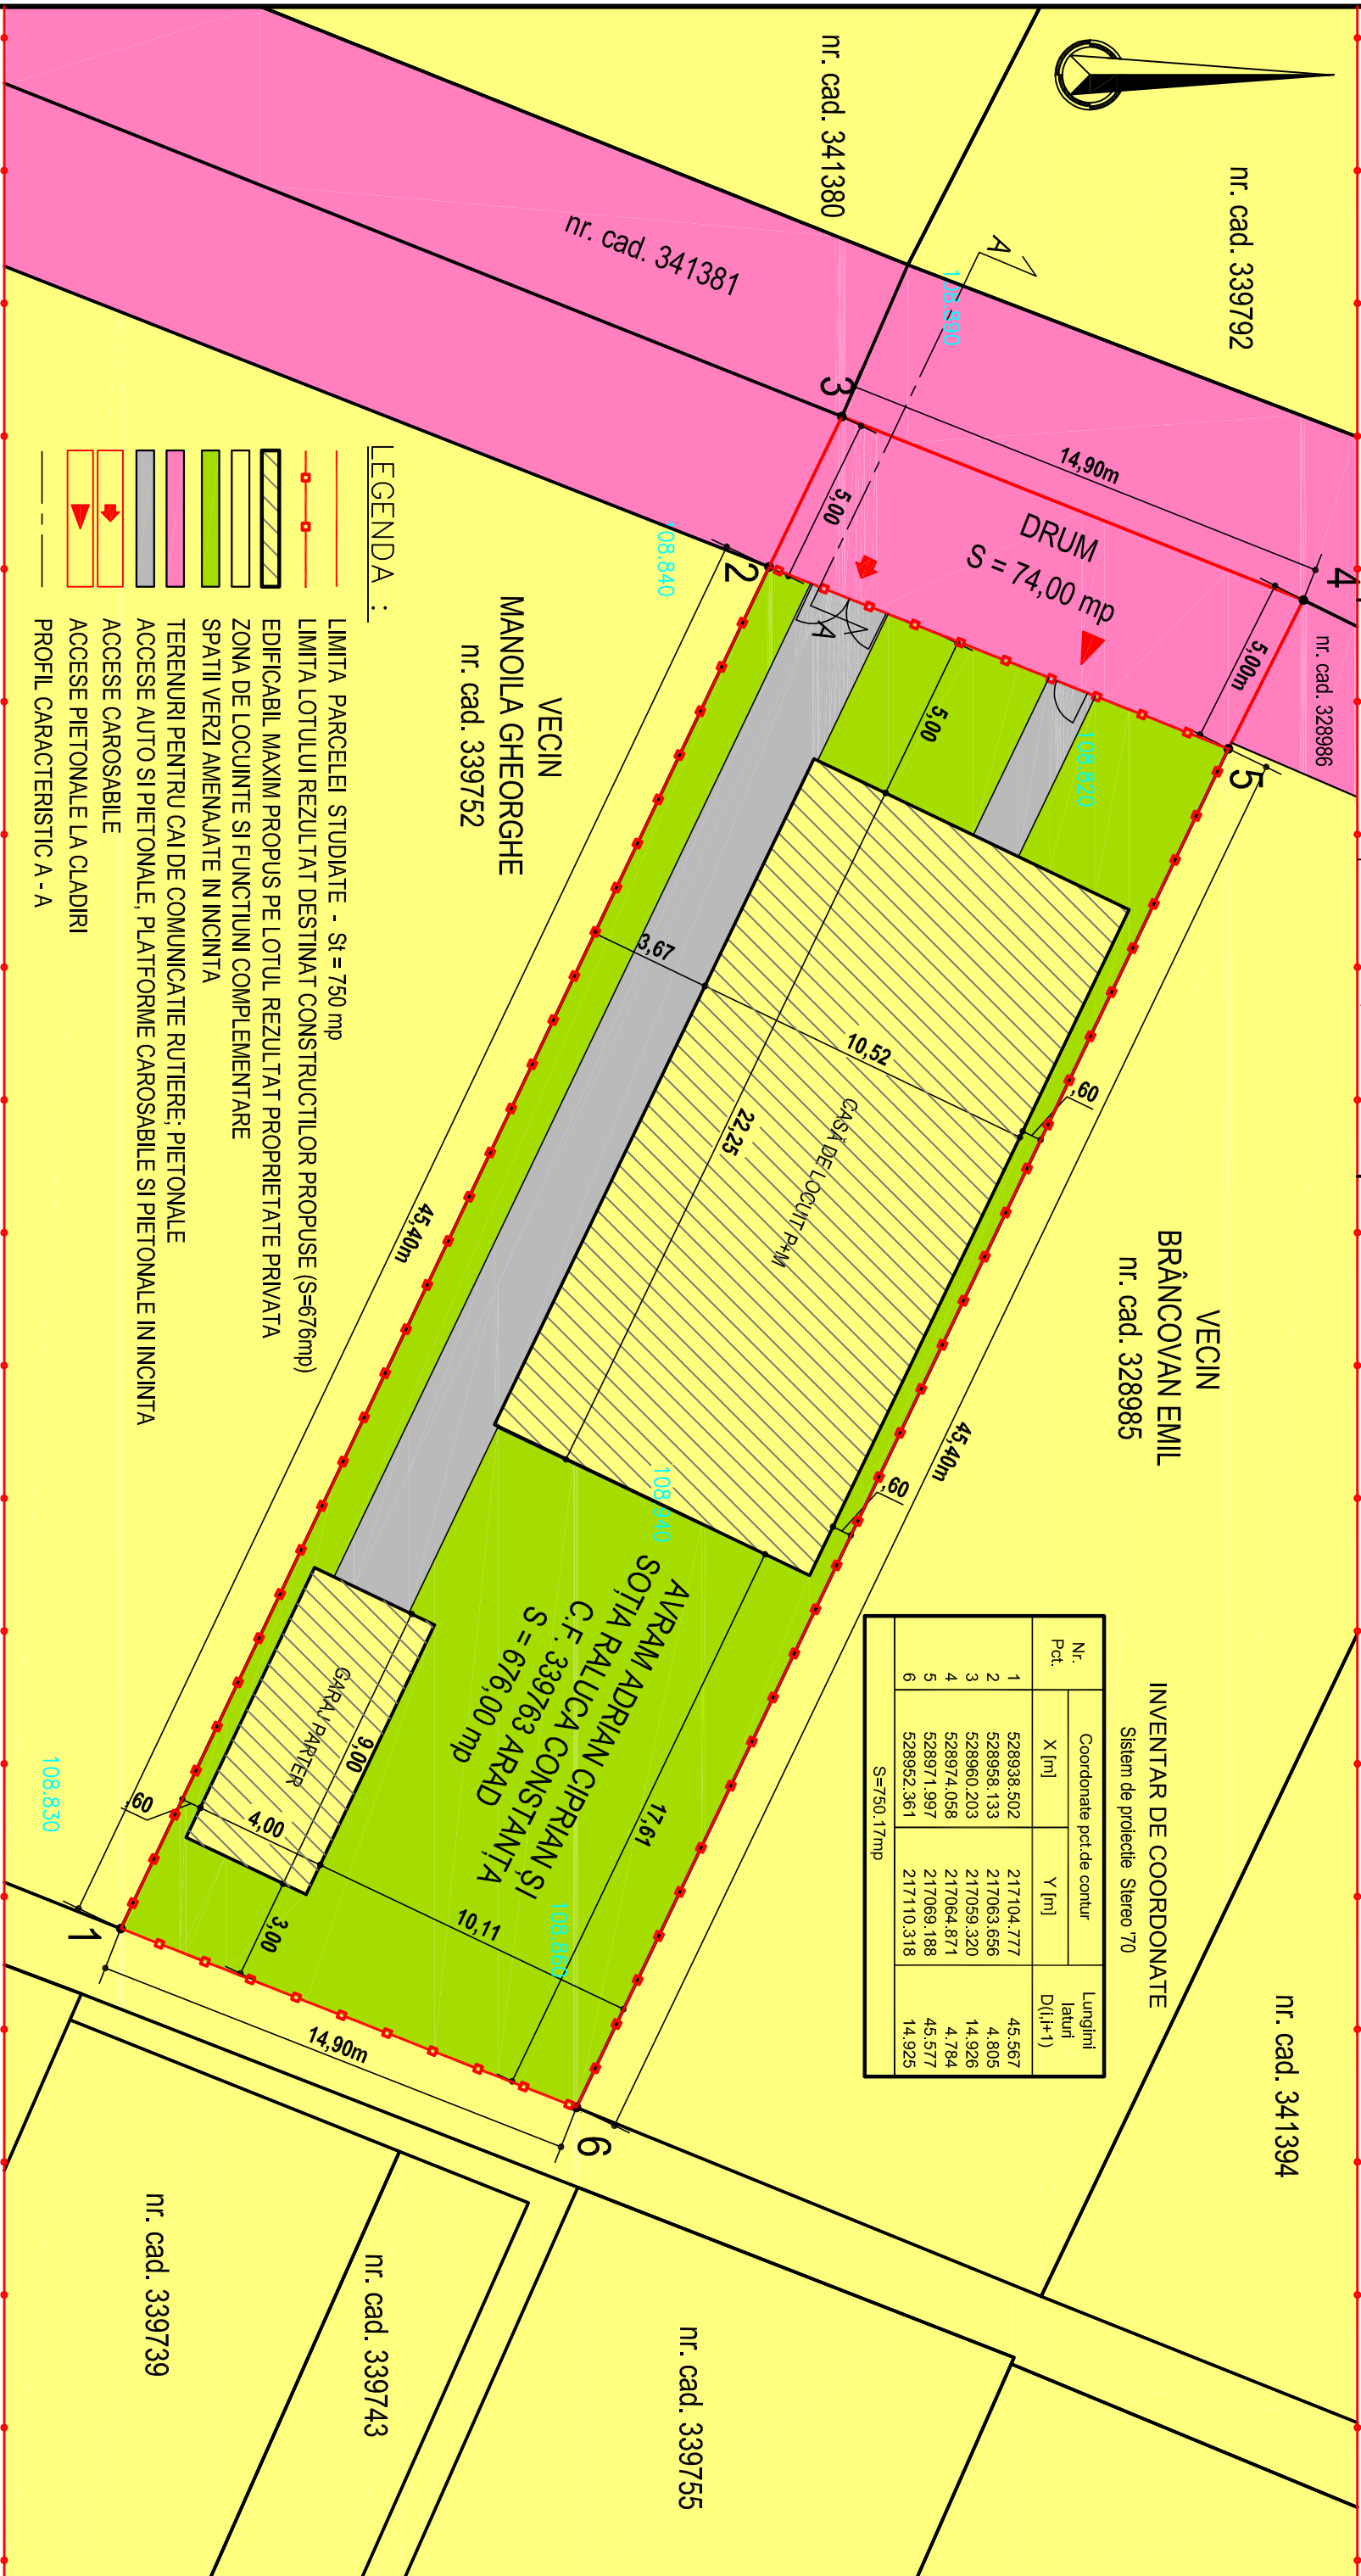 nr. cad. 339792
nr. cad. 341380
nr. cad. 341381
A
108.890
3
14,90m
4
5,00
DRUM
S = 74,00 mp
5,00m
nr. cad. 328986
2
108.840
A
5
108.820
5,00
VECIN
MANOILA GHEORGHE
nr. cad. 339752
3,67
10,52
,60
22,25
CASĂ DE LOCUIT P+M
45,40m
VECIN
BRÂNCOVAN EMIL
nr. cad. 328985
45,40m
,60
108.940
AVRAM ADRIAN CIPRIAN ȘI
SOȚIA RALUCA CONSTANȚA
C.F. 339763 ARAD
S = 676,00 mp
GARAJ PARTER
9,00
4,00
,60
17,61
10,11
3,00
108.860
108.830
1
14,90m
6
INVENTAR DE COORDONATE
Sistem de proiectie Stereo '70
Nr. Pct.
Coordonate pct.de contur
X [m]
Y [m]
Lungimi laturi D(i,i+1)
1 528938.502 217104.777 45.567
2 528958.133 217063.656 4.805
3 528960.203 217059.320 14.926
4 528974.058 217064.871 4.784
5 528971.997 217069.188 45.577
6 528952.361 217110.318 14.925
S=750.17mp
nr. cad. 341394
nr. cad. 339755
nr. cad. 339743
nr. cad. 339739
LEGENDA :
LIMITA PARCELEI STUDIATE - St = 750 mp
LIMITA LOTULUI REZULTAT DESTINAT CONSTRUCTIILOR PROPUSE (S=676mp)
EDIFICABIL MAXIM PROPUS PE LOTUL REZULTAT PROPRIETATE PRIVATA
ZONA DE LOCUINTE SI FUNCTIUNI COMPLEMENTARE
SPATII VERZI AMENAJATE IN INCINTA
TERENURI PENTRU CAI DE COMUNICATIE RUTIERE; PIETONALE
ACCESE AUTO SI PIETONALE, PLATFORME CAROSABILE SI PIETONALE IN INCINTA
ACCESE CAROSABILE
ACCESE PIETONALE LA CLADIRI
PROFIL CARACTERISTIC A - A